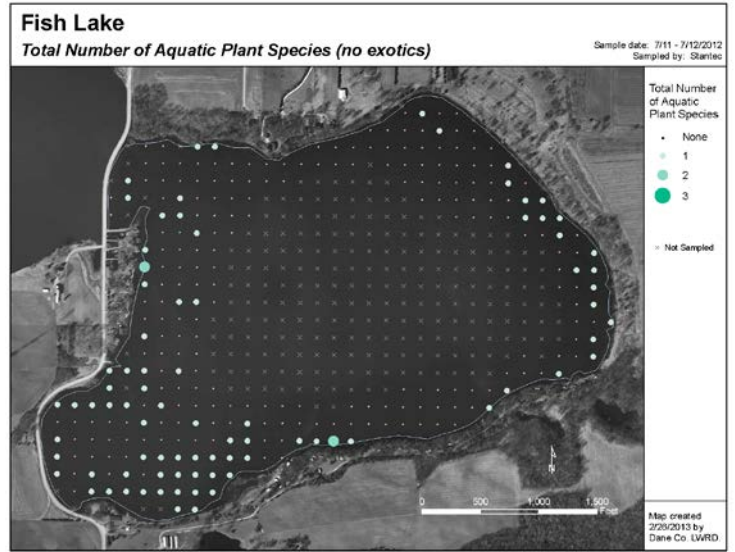 Fish Lake
Total Number of Aquatic Plant Species (no exotics)
Sample date: 7/11 - 7/12/2012
Sampled by: Stantec
Total Number
of Aquatic
Plant Species
None
1
2
3
Not Sampled
N
0 500 1,000 1,500
Feet
Map created
2/26/2013 by
Dane Co. LWRD.